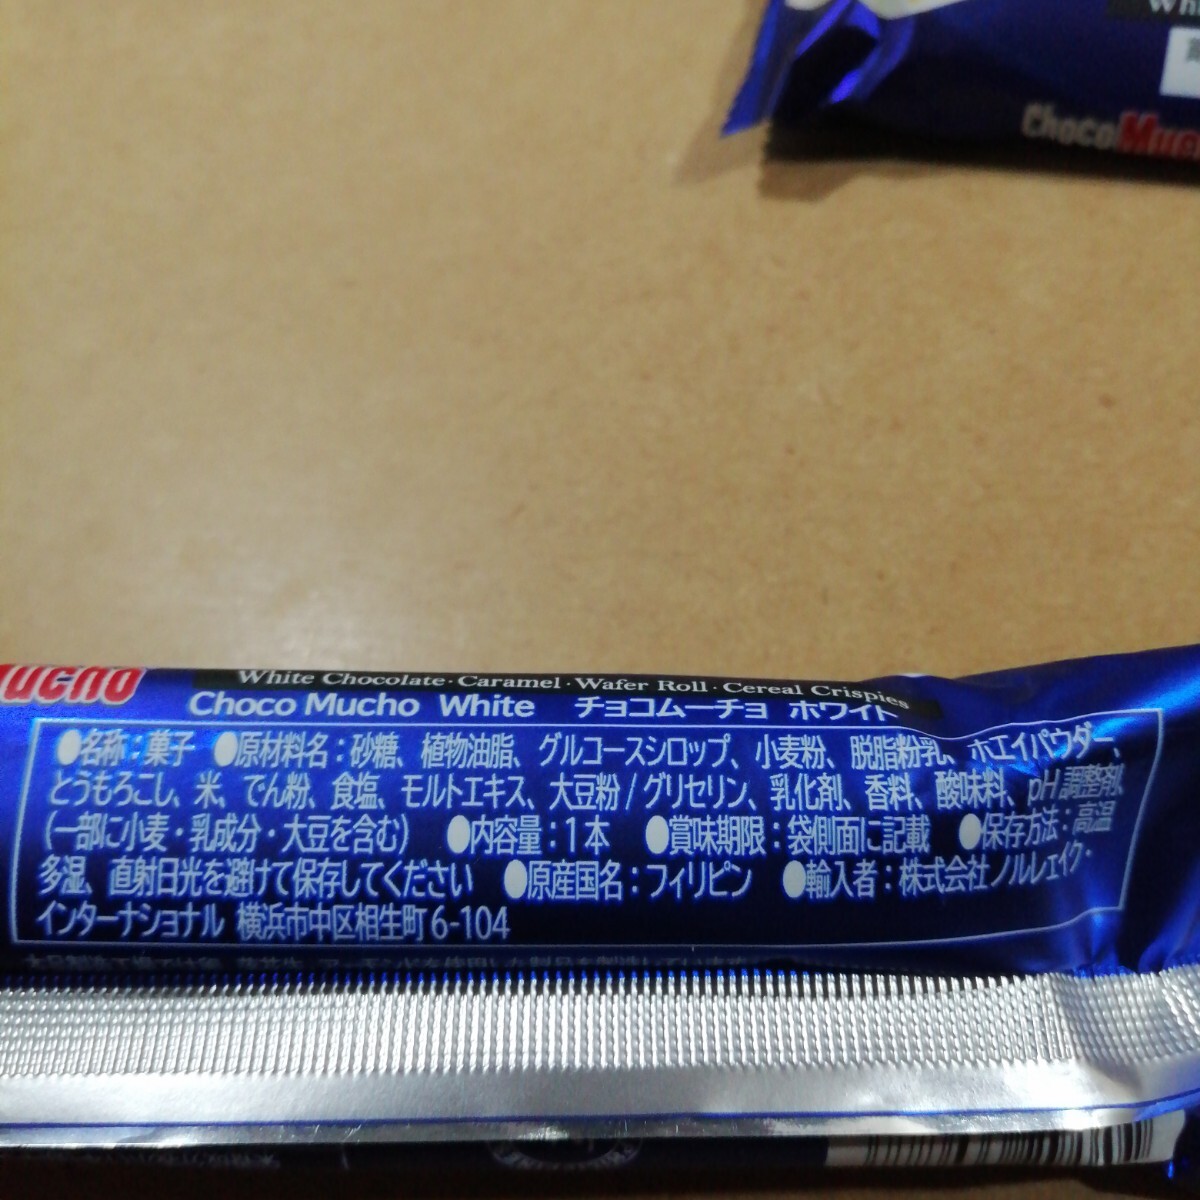 Choco Mucho
Mucho
White Chocolate · Caramel · Wafer Roll · Cereal Crispies
Choco Mucho White チョコムーチョ ホワイト
●名称：菓子 ●原材料名：砂糖、植物油脂、グルコースシロップ、小麦粉、脱脂粉乳、ホエイパウダー、
とうもろこし、米、でん粉、食塩、モルトエキス、大豆粉 / グリセリン、乳化剤、香料、酸味料、pH調整剤、
(一部に小麦・乳成分・大豆を含む) ●内容量：1本 ●賞味期限：袋側面に記載 ●保存方法：高温
多湿、直射日光を避けて保存してください ●原産国名：フィリピン ●輸入者：株式会社ノルレェイク・
インターナショナル 横浜市中区相生町6-104